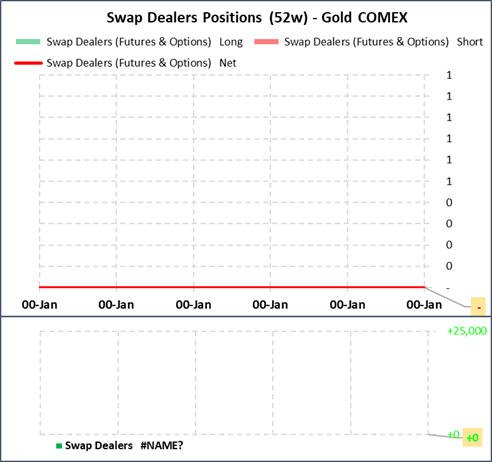 Swap Dealers Positions (52w) - Gold COMEX
Swap Dealers (Futures & Options) Long Swap Dealers (Futures & Options) Short
Swap Dealers (Futures & Options) Net
1
1
1
1
1
1
0
0
0
0
-
00-Jan 00-Jan 00-Jan 00-Jan 00-Jan 00-Jan -
+25,000
+0 +0
Swap Dealers #NAME?